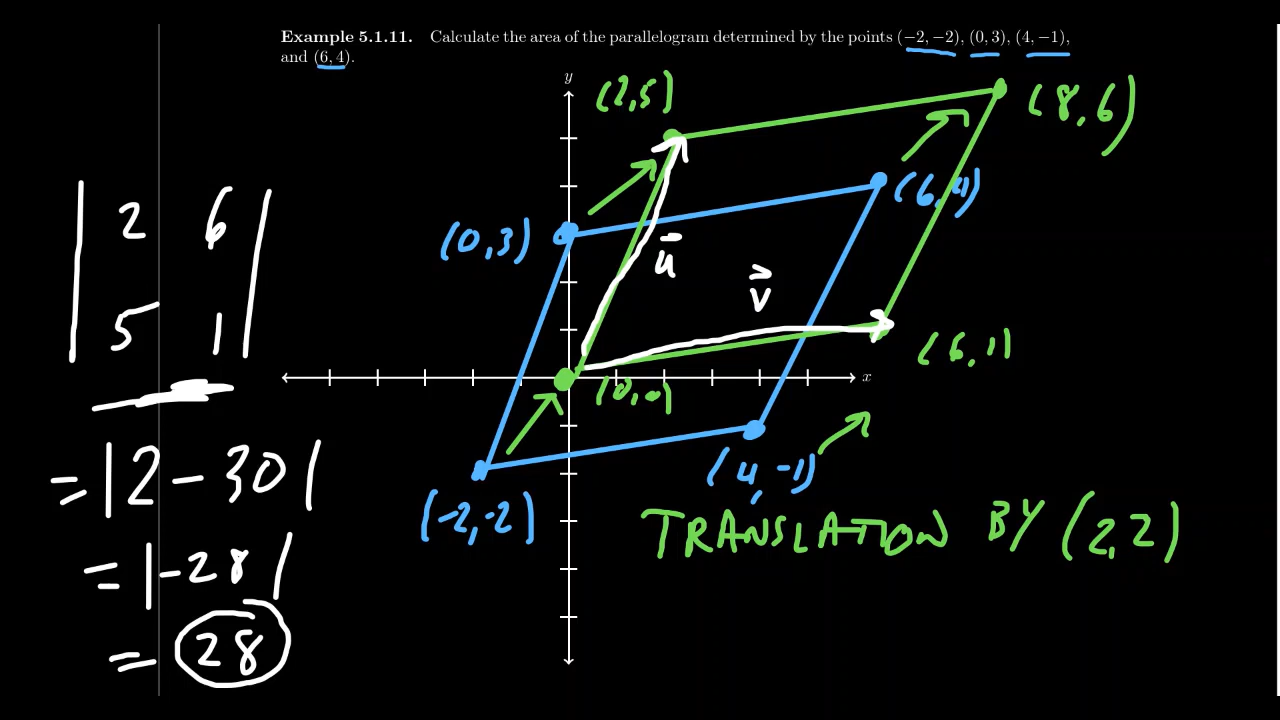 Example 5.1.11. Calculate the area of the parallelogram determined by the points (−2,−2), (0,3), (4,−1),
and (6,4).
y
(2,5)
(8,6)
(6,4)
(0,3)
u
v
2 6
5 1
(6,1)
x
(0,0)
(4,-1)
(-2,-2)
TRANSLATION BY (2,2)
=|2-30|
=|-28|
= 28